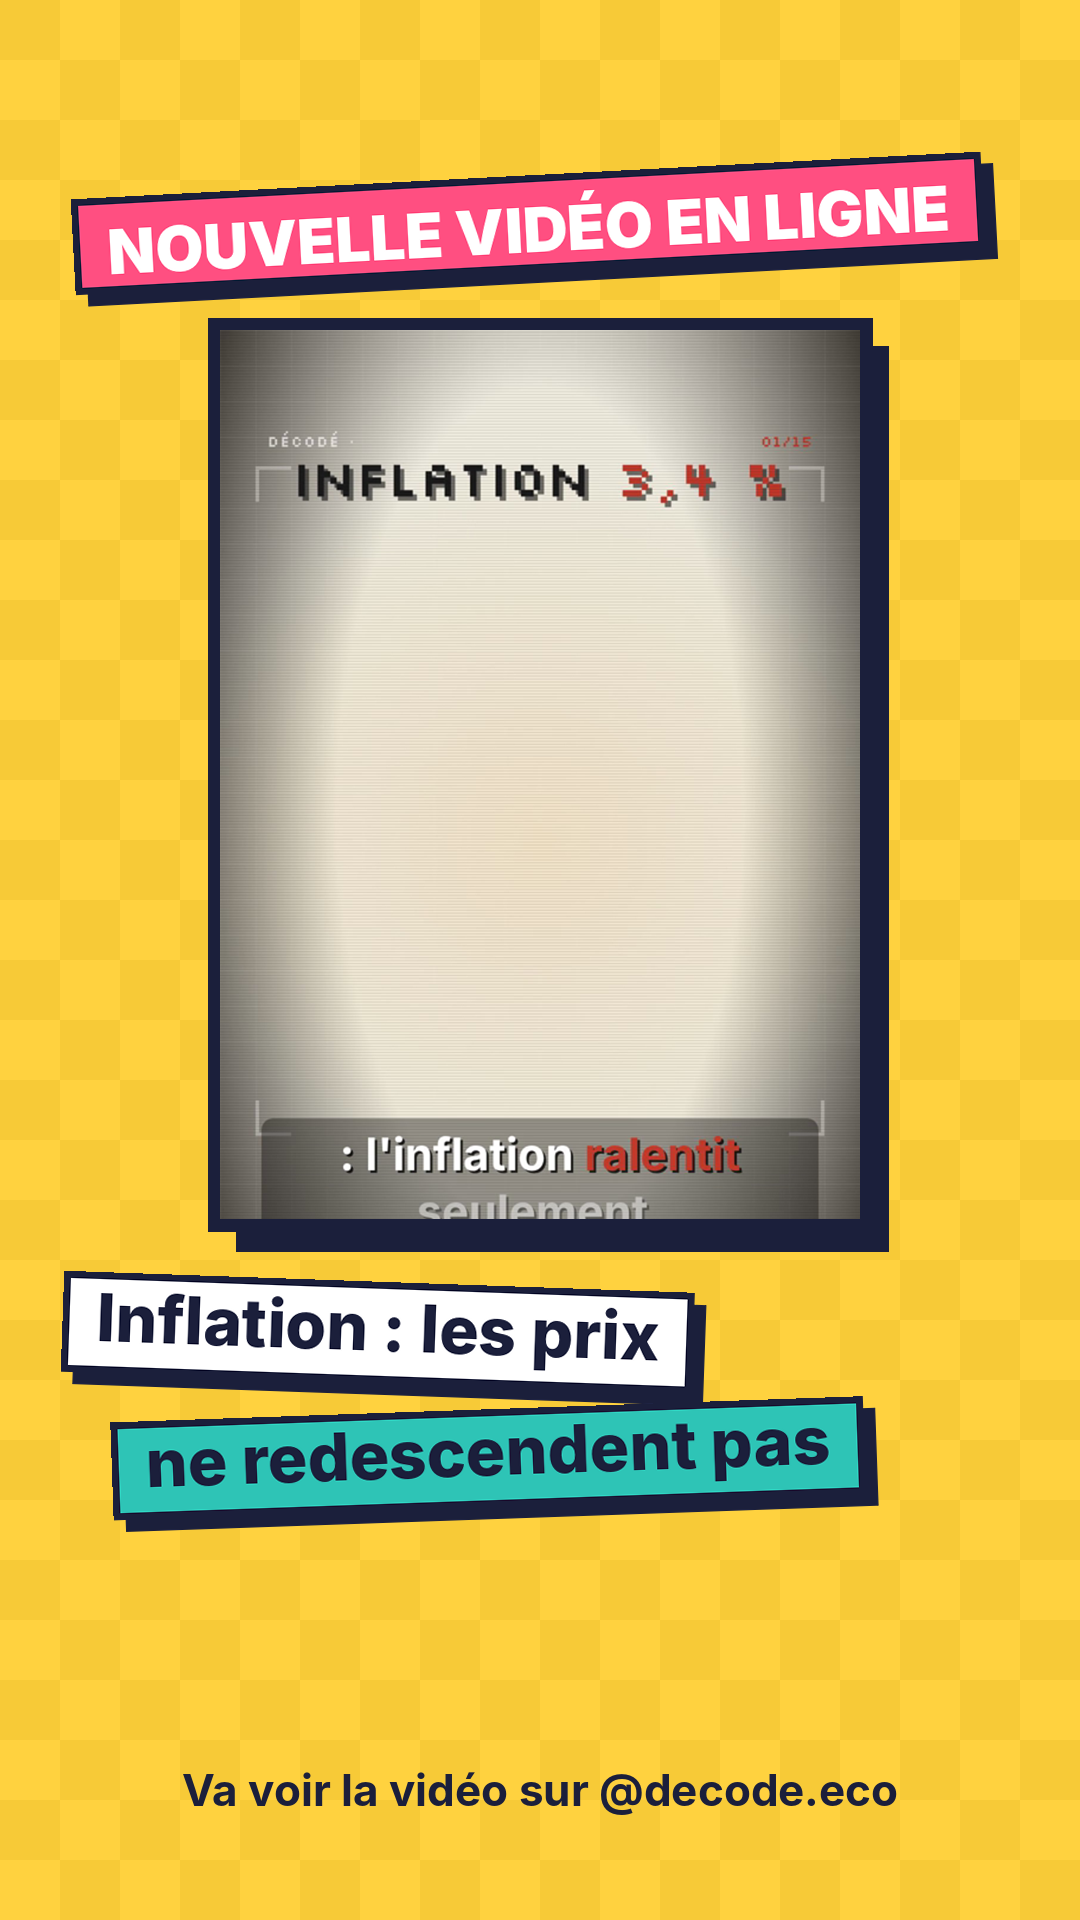 NOUVELLE VIDÉO EN LIGNE
DÉCODÉ ·
01/15
INFLATION 3,4 %
: l'inflation ralentit
seulement
Inflation : les prix
ne redescendent pas
Va voir la vidéo sur @decode.eco